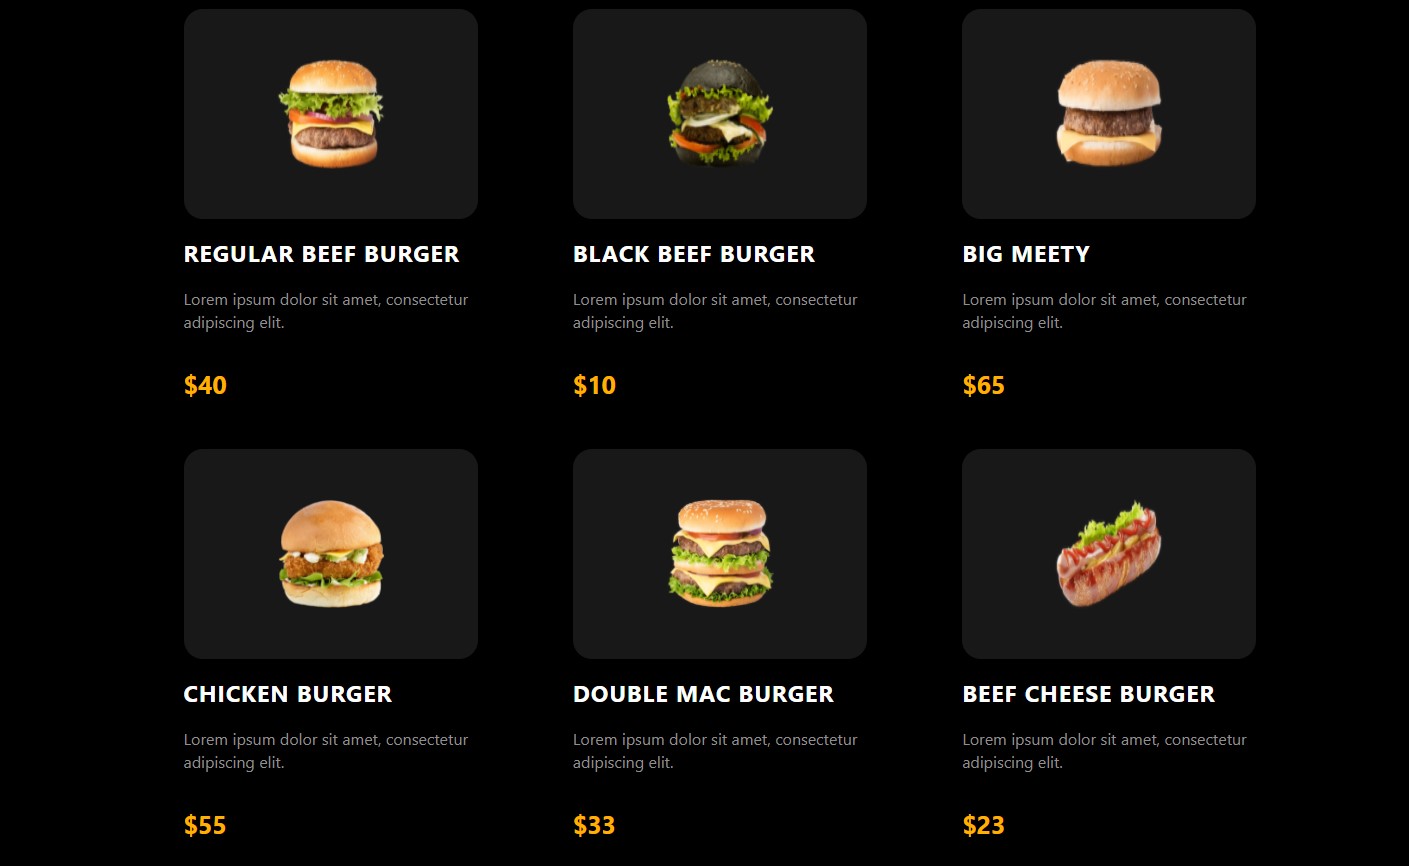 REGULAR BEEF BURGER
Lorem ipsum dolor sit amet, consectetur
adipiscing elit.
$40
BLACK BEEF BURGER
Lorem ipsum dolor sit amet, consectetur
adipiscing elit.
$10
BIG MEETY
Lorem ipsum dolor sit amet, consectetur
adipiscing elit.
$65
CHICKEN BURGER
Lorem ipsum dolor sit amet, consectetur
adipiscing elit.
$55
DOUBLE MAC BURGER
Lorem ipsum dolor sit amet, consectetur
adipiscing elit.
$33
BEEF CHEESE BURGER
Lorem ipsum dolor sit amet, consectetur
adipiscing elit.
$23